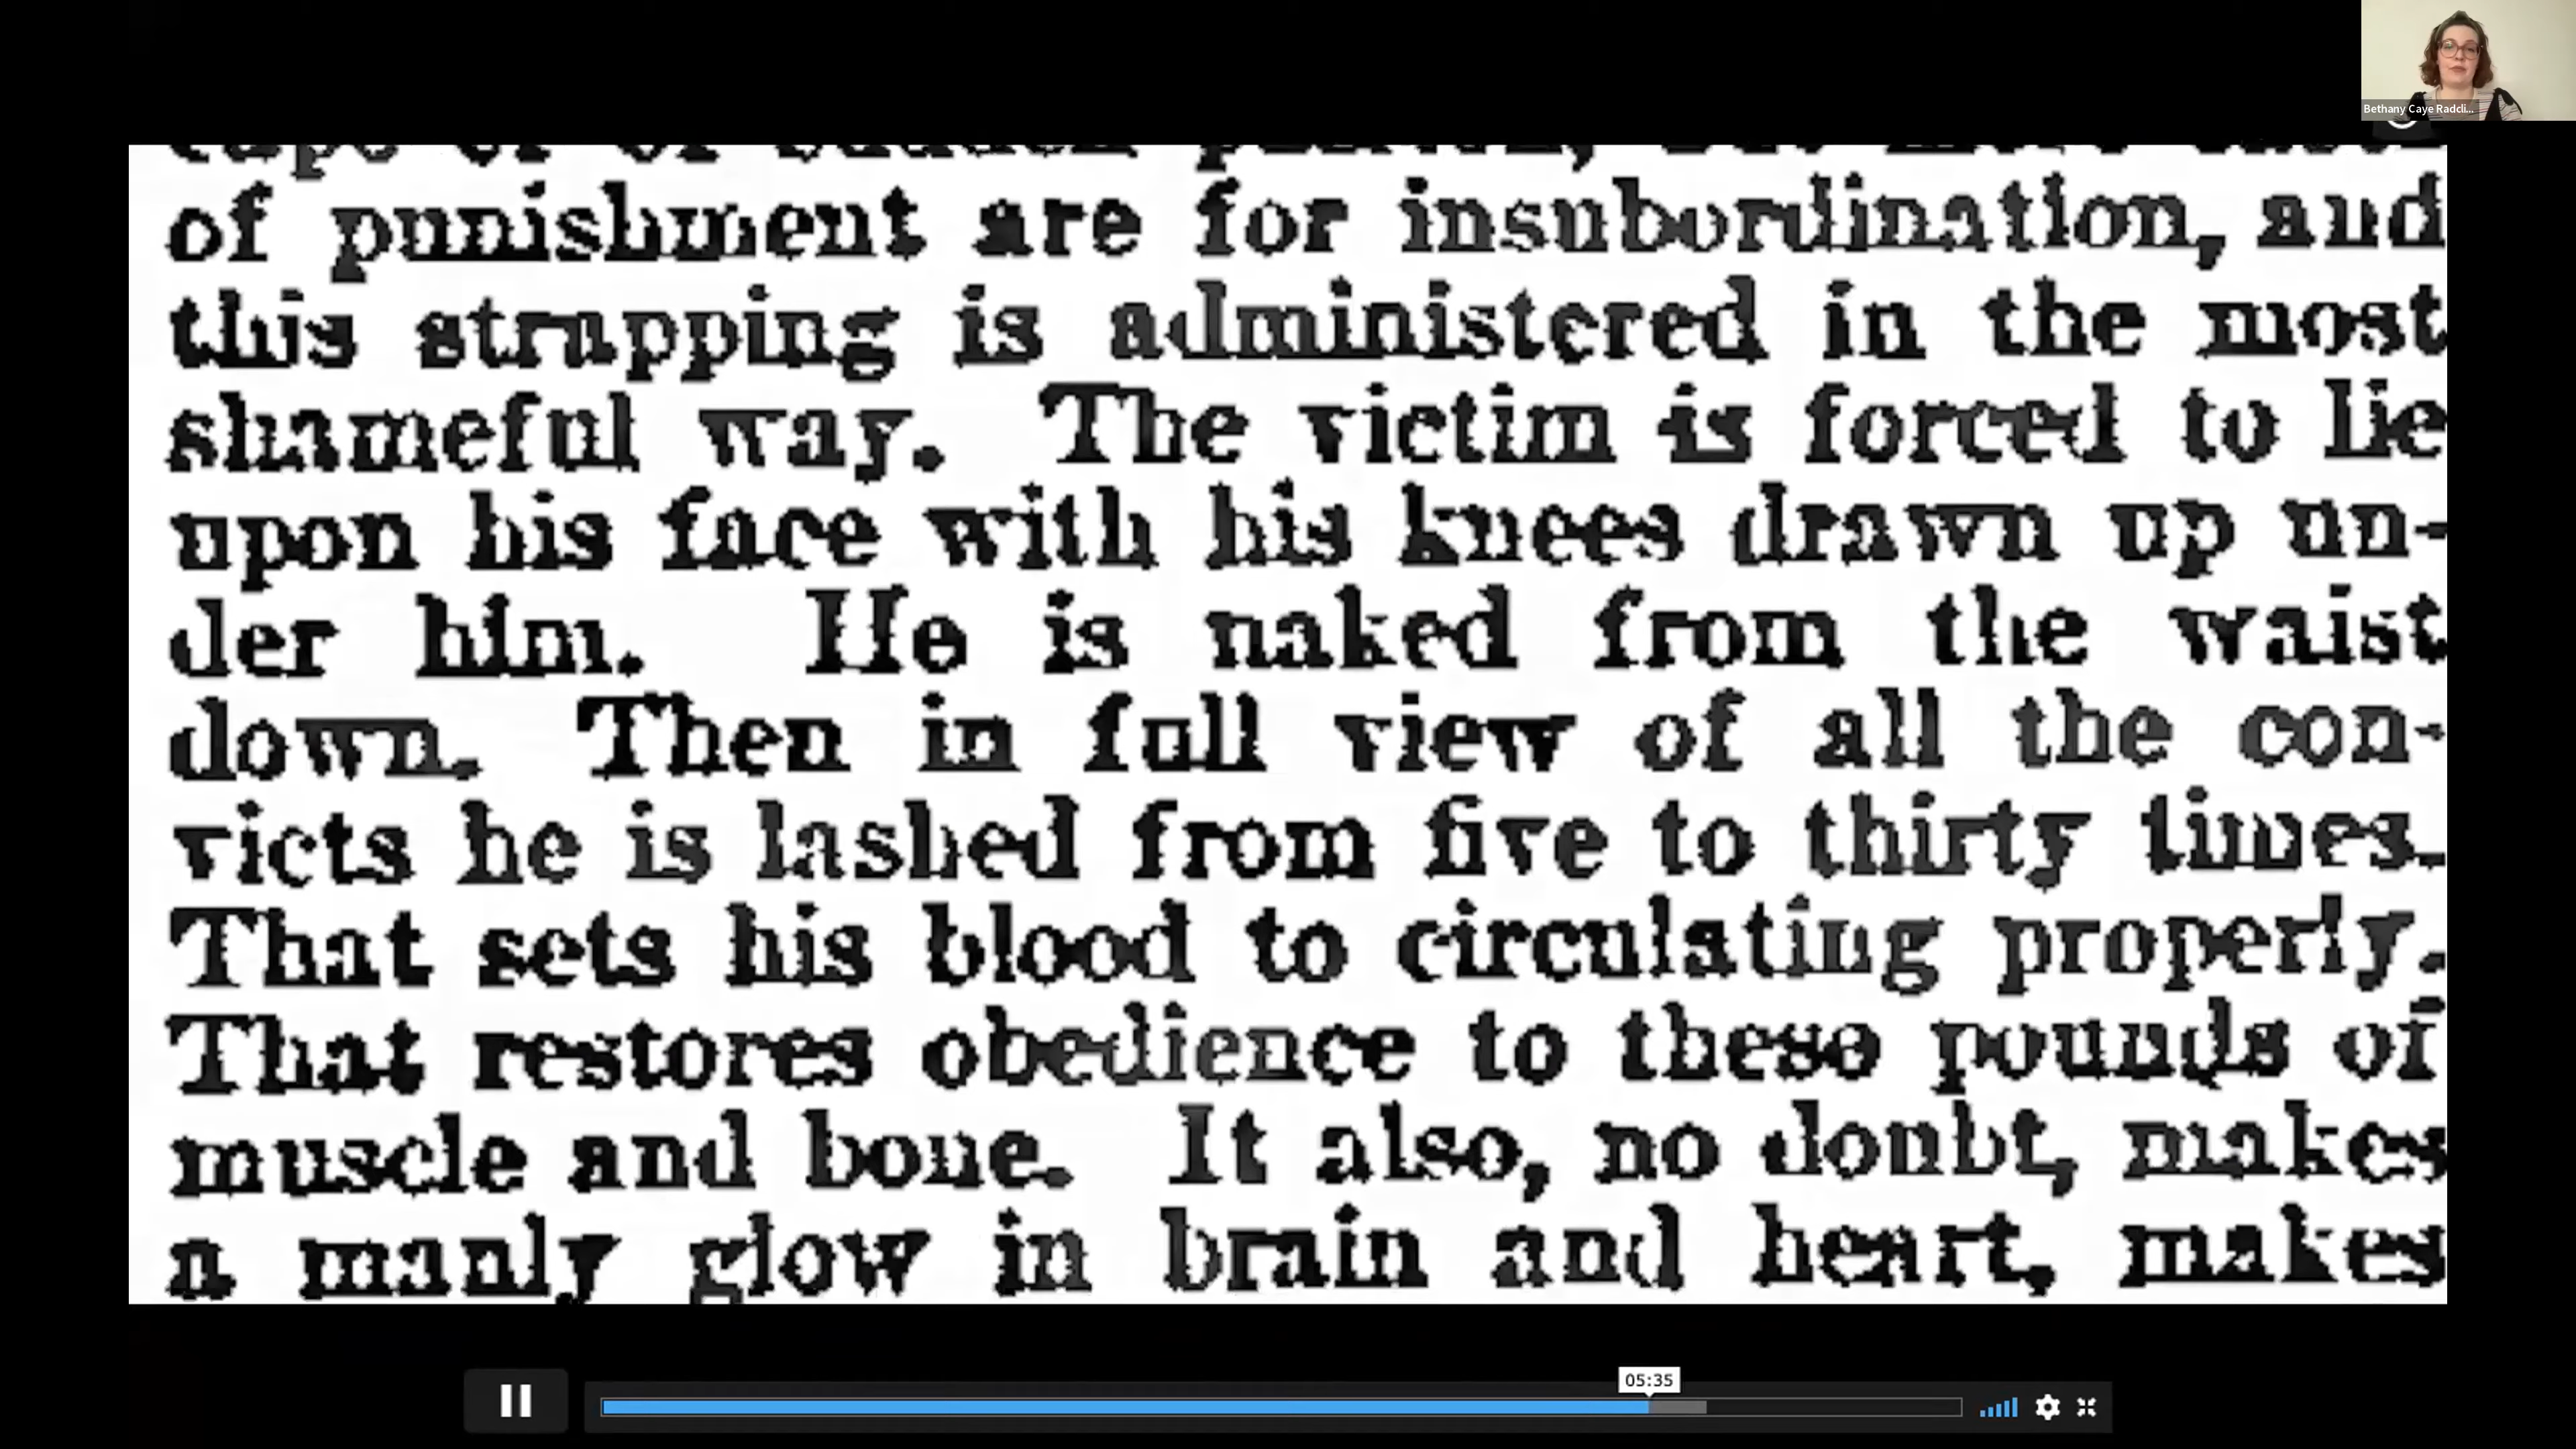 Bethany Caye Radcli...
of punishment are for insubordination, and
this strapping is administered in the most
shameful way. The victim is forced to lie
upon his face with his knees drawn up un-
der him. He is naked from the waist
down. Then in full view of all the con-
victs he is lashed from five to thirty times.
That sets his blood to circulating properly.
That restores obedience to these pounds of
muscle and bone. It also, no doubt, makes
a manly glow in brain and heart, makes
05:35